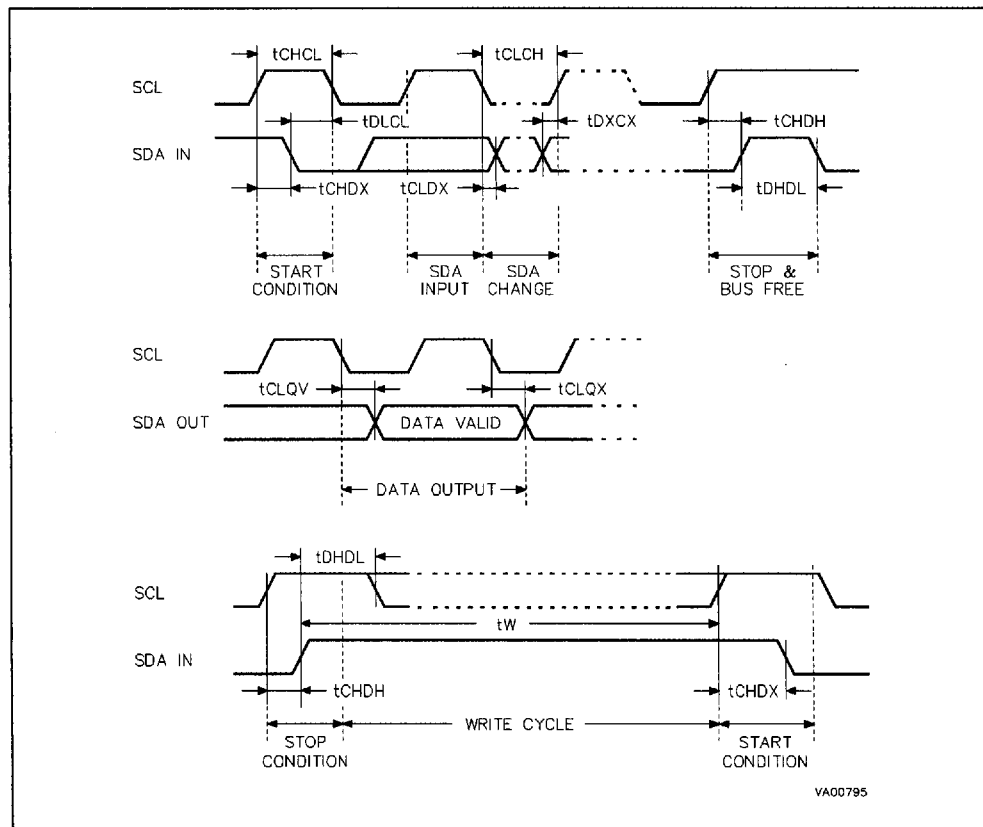 tCHCL
tCLCH
SCL
tDLCL
tDXCX
tCHDH
SDA IN
tCHDX
tCLDX
tDHDL
START
CONDITION
SDA
INPUT
SDA
CHANGE
STOP &
BUS FREE
SCL
tCLQV
tCLQX
SDA OUT
DATA VALID
DATA OUTPUT
tDHDL
SCL
tW
SDA IN
tCHDH
tCHDX
STOP
CONDITION
WRITE CYCLE
START
CONDITION
VA00795